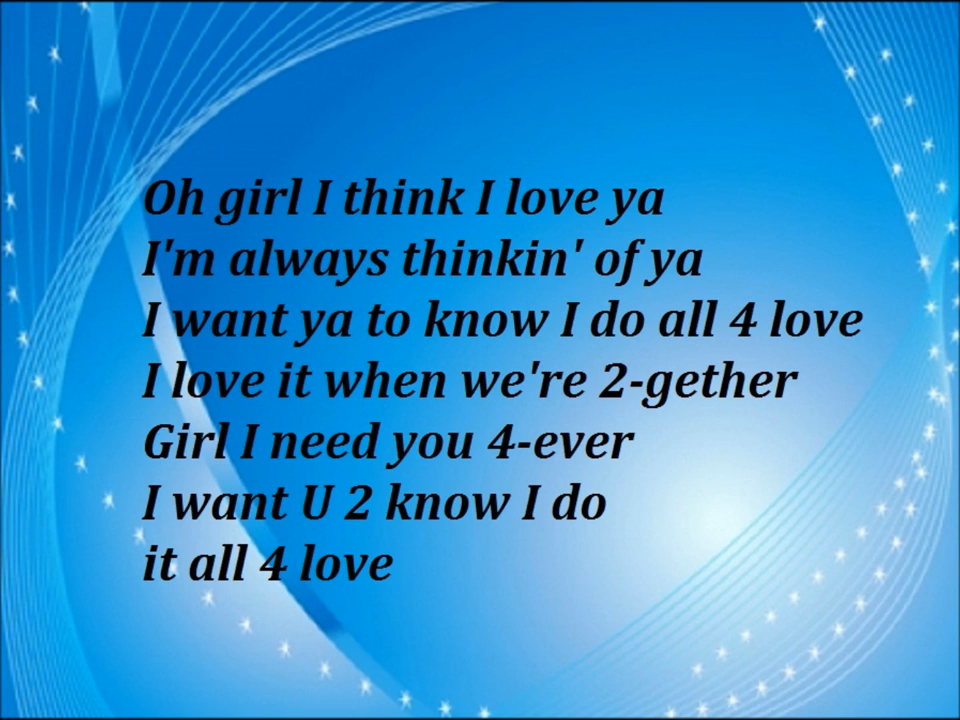 Oh girl I think I love ya
I'm always thinkin' of ya
I want ya to know I do all 4 love
I love it when we're 2-gether
Girl I need you 4-ever
I want U 2 know I do
it all 4 love